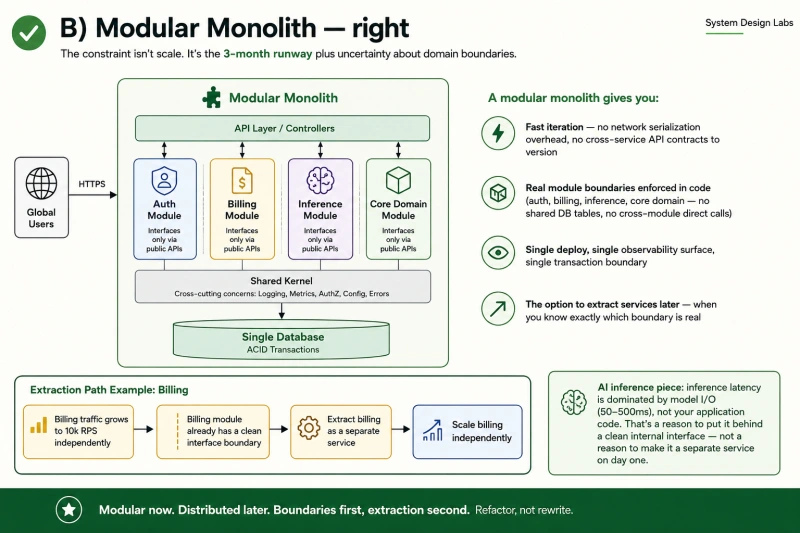 B) Modular Monolith — right
System Design Labs
The constraint isn't scale. It's the 3-month runway plus uncertainty about domain boundaries.
Modular Monolith
API Layer / Controllers
Global
Users
HTTPS
Auth
Module
Interfaces
only via
public APIs
Billing
Module
Interfaces
only via
public APIs
Inference
Module
Interfaces
only via
public APIs
Core Domain
Module
Interfaces
only via
public APIs
Shared Kernel
Cross-cutting concerns: Logging, Metrics, AuthZ, Config, Errors
Single Database
ACID Transactions
A modular monolith gives you:
Fast iteration — no network serialization
overhead, no cross-service API contracts to
version
Real module boundaries enforced in code
(auth, billing, inference, core domain — no
shared DB tables, no cross-module direct calls)
Single deploy, single observability surface,
single transaction boundary
The option to extract services later — when
you know exactly which boundary is real
Extraction Path Example: Billing
Billing traffic grows
to 10k RPS
independently
Billing module
already has a clean
interface boundary
Extract billing
as a separate
service
Scale billing
independently
AI inference piece: inference latency
is dominated by model I/O
(50–500ms), not your application
code. That's a reason to put it behind
a clean internal interface — not a
reason to make it a separate service
on day one.
Modular now. Distributed later. Boundaries first, extraction second. Refactor, not rewrite.